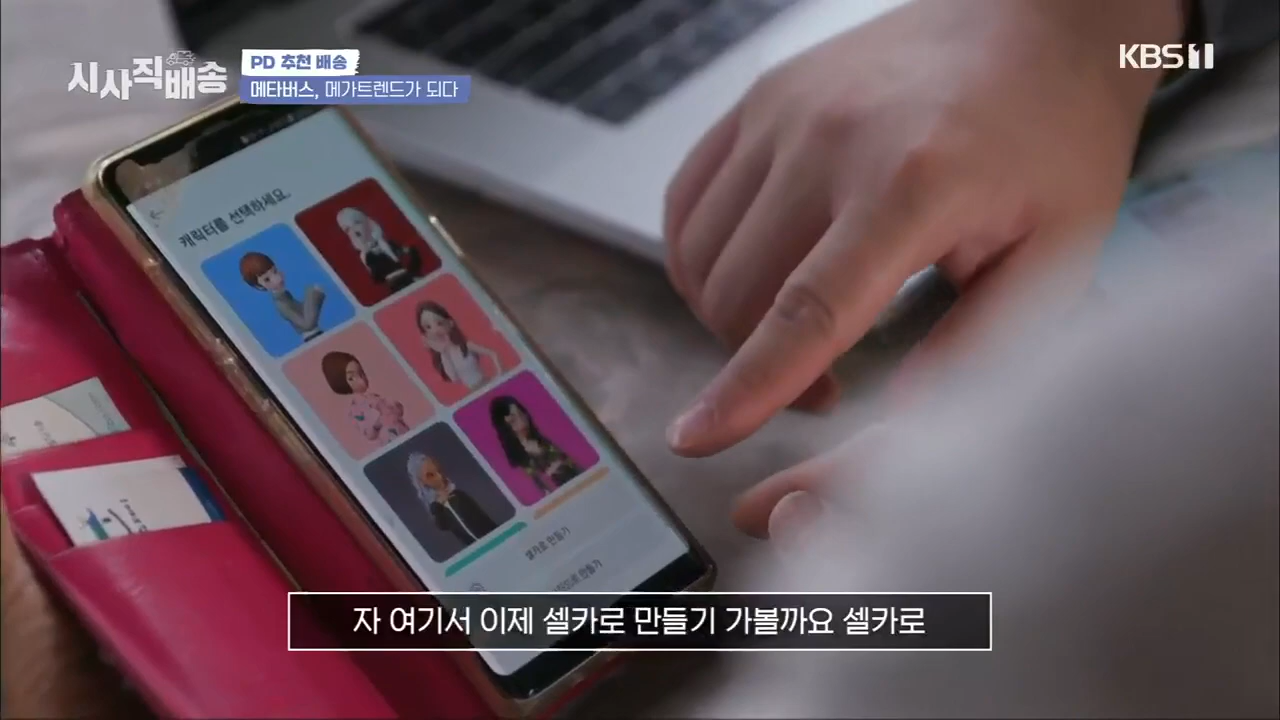 시사직배송
PD 추천 배송
메타버스, 메가트렌드가 되다
KBS1
캐릭터를 선택하세요.
셀카로 만들기
만들기
자 여기서 이제 셀카로 만들기 가볼까요 셀카로